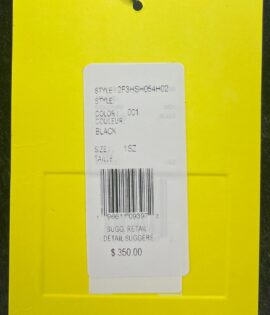 STYLE: 2F3HSH054H02
STYLE:
COLOR: 001
COULEUR:
BLACK
SIZE: 1SZ
TAILLE:
SUGG. RETAIL
DETAIL SUGGERE
$ 350.00